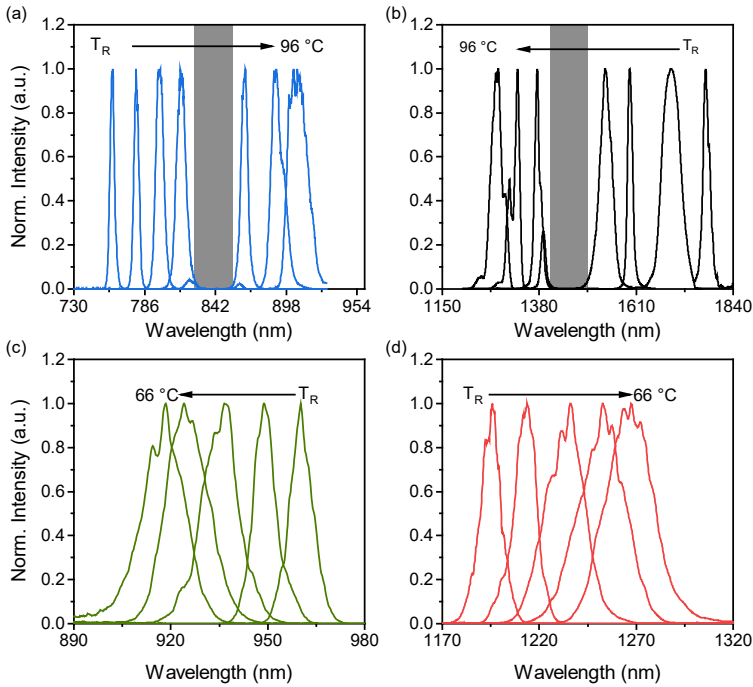 (a)
T_R 96 °C
Norm. Intensity (a.u.)
1.2
1.0
0.8
0.6
0.4
0.2
0.0
730 786 842 898 954
Wavelength (nm)
(b)
96 °C T_R
1.2
1.0
0.8
0.6
0.4
0.2
0.0
1150 1380 1610 1840
Wavelength (nm)
(c)
66 °C T_R
Norm. Intensity (a.u.)
1.2
1.0
0.8
0.6
0.4
0.2
0.0
890 920 950 980
Wavelength (nm)
(d)
T_R 66 °C
1.2
1.0
0.8
0.6
0.4
0.2
0.0
1170 1220 1270 1320
Wavelength (nm)